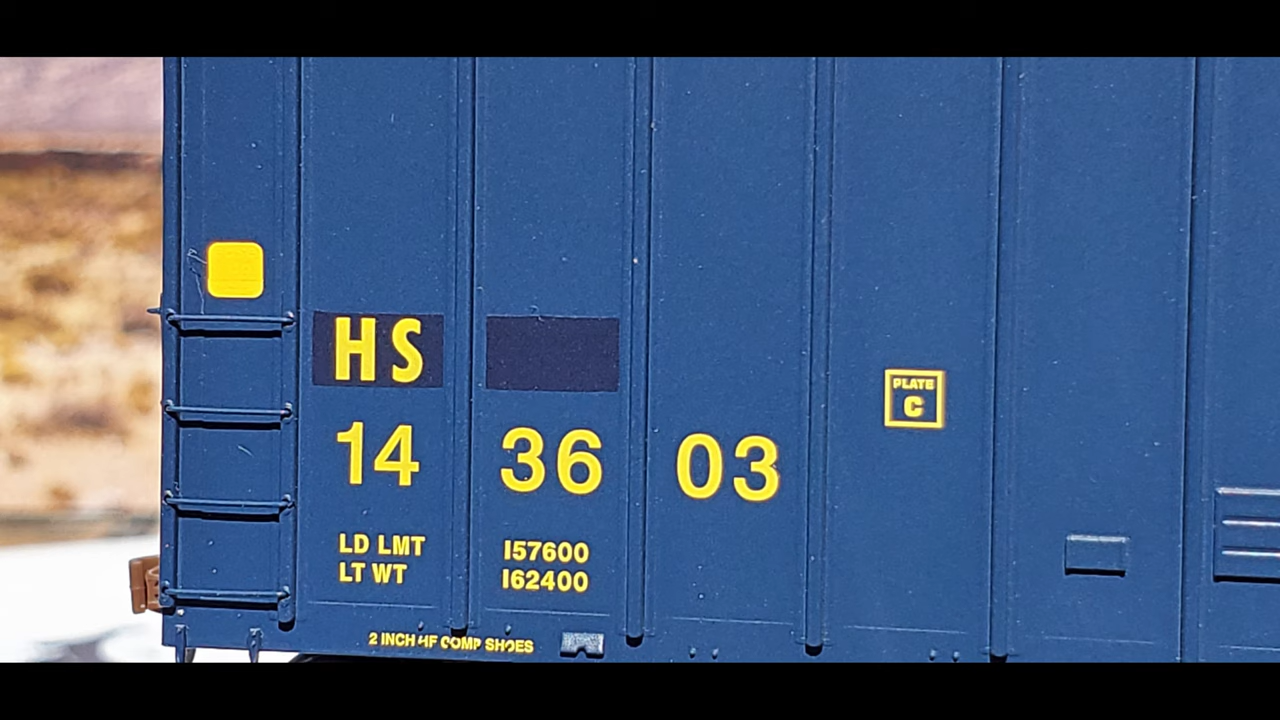 HS
14 36 03
PLATE
C
LD LMT 157600
LT WT 162400
2 INCH HF COMP SHOES